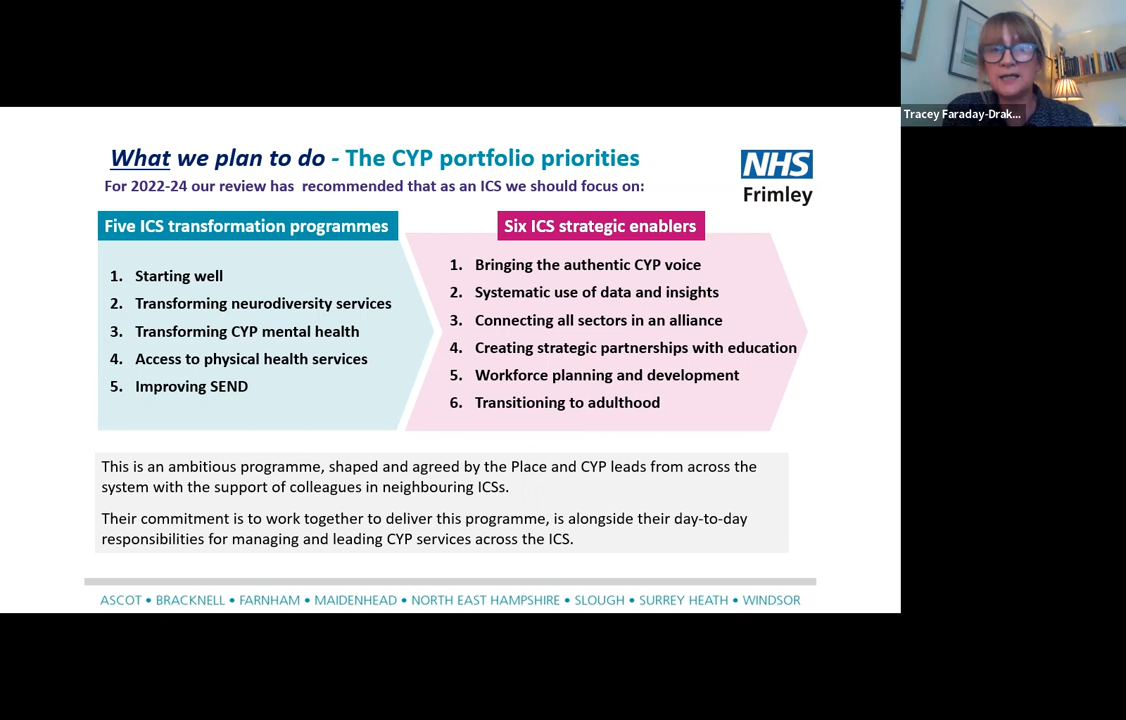 Tracey Faraday-Drak...
What we plan to do - The CYP portfolio priorities
For 2022-24 our review has recommended that as an ICS we should focus on:
NHS
Frimley
Five ICS transformation programmes
1. Starting well
2. Transforming neurodiversity services
3. Transforming CYP mental health
4. Access to physical health services
5. Improving SEND
Six ICS strategic enablers
1. Bringing the authentic CYP voice
2. Systematic use of data and insights
3. Connecting all sectors in an alliance
4. Creating strategic partnerships with education
5. Workforce planning and development
6. Transitioning to adulthood
This is an ambitious programme, shaped and agreed by the Place and CYP leads from across the
system with the support of colleagues in neighbouring ICSs.
Their commitment is to work together to deliver this programme, is alongside their day-to-day
responsibilities for managing and leading CYP services across the ICS.
ASCOT • BRACKNELL • FARNHAM • MAIDENHEAD • NORTH EAST HAMPSHIRE • SLOUGH • SURREY HEATH • WINDSOR